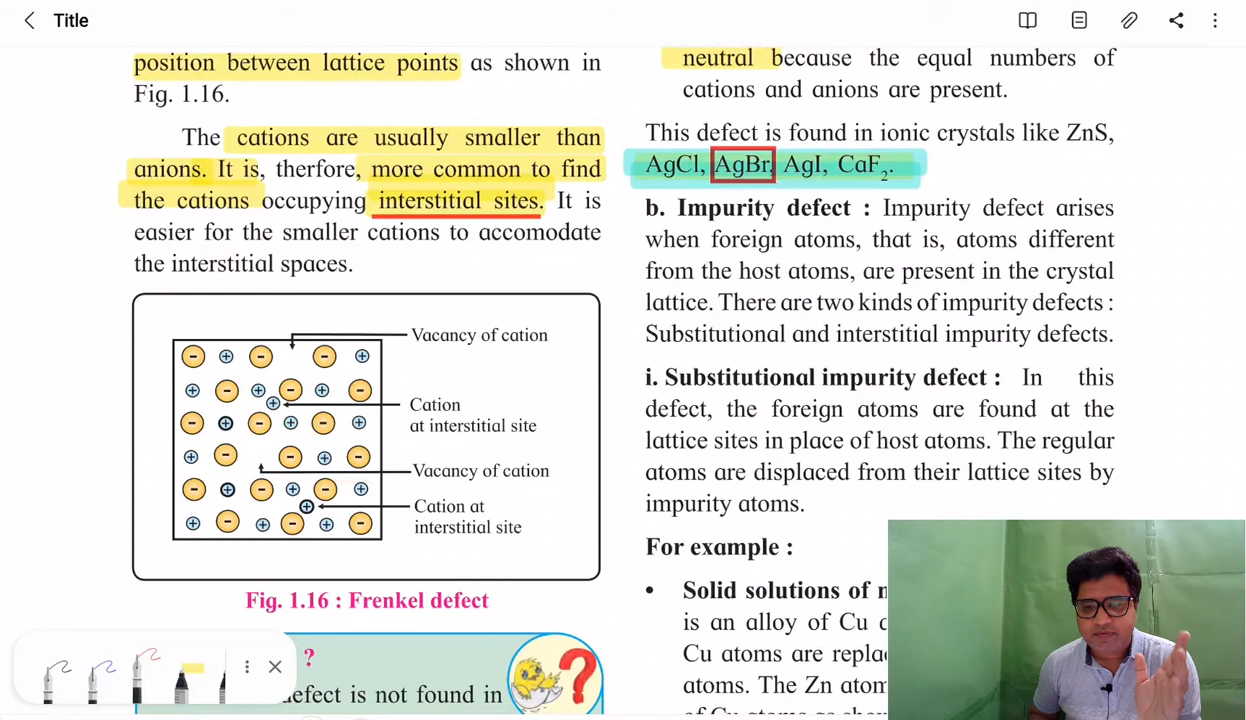 Title
position between lattice points as shown in
Fig. 1.16.
The cations are usually smaller than
anions. It is, therfore, more common to find
the cations occupying interstitial sites. It is
easier for the smaller cations to accomodate
the interstitial spaces.
Vacancy of cation
Cation
at interstitial site
Vacancy of cation
Cation at
interstitial site
Fig. 1.16 : Frenkel defect
?
defect is not found in
neutral because the equal numbers of
cations and anions are present.
This defect is found in ionic crystals like ZnS,
AgCl, AgBr, AgI, CaF2.
b. Impurity defect : Impurity defect arises
when foreign atoms, that is, atoms different
from the host atoms, are present in the crystal
lattice. There are two kinds of impurity defects :
Substitutional and interstitial impurity defects.
i. Substitutional impurity defect : In this
defect, the foreign atoms are found at the
lattice sites in place of host atoms. The regular
atoms are displaced from their lattice sites by
impurity atoms.
For example :
• Solid solutions of
is an alloy of Cu
Cu atoms are
atoms. The Zn
of Cu atoms as